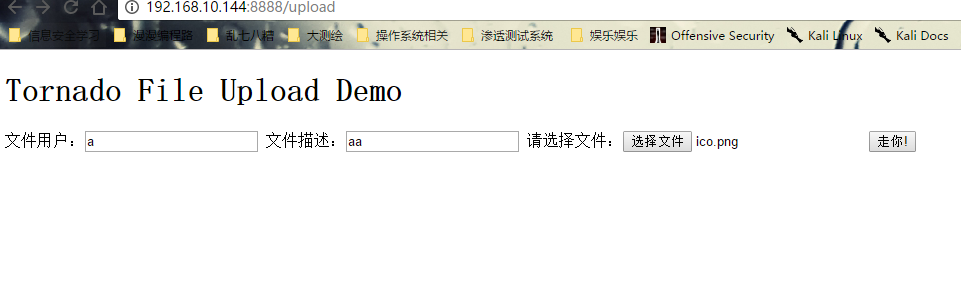 192.168.10.144:8888/upload
信息安全学习 漫漫编程路 乱七八糟 大测绘 操作系统相关 渗透测试系统 娱乐娱乐 Offensive Security Kali Linux Kali Docs
Tornado File Upload Demo
文件用户: a 文件描述: aa 请选择文件: 选择文件 ico.png 走你!